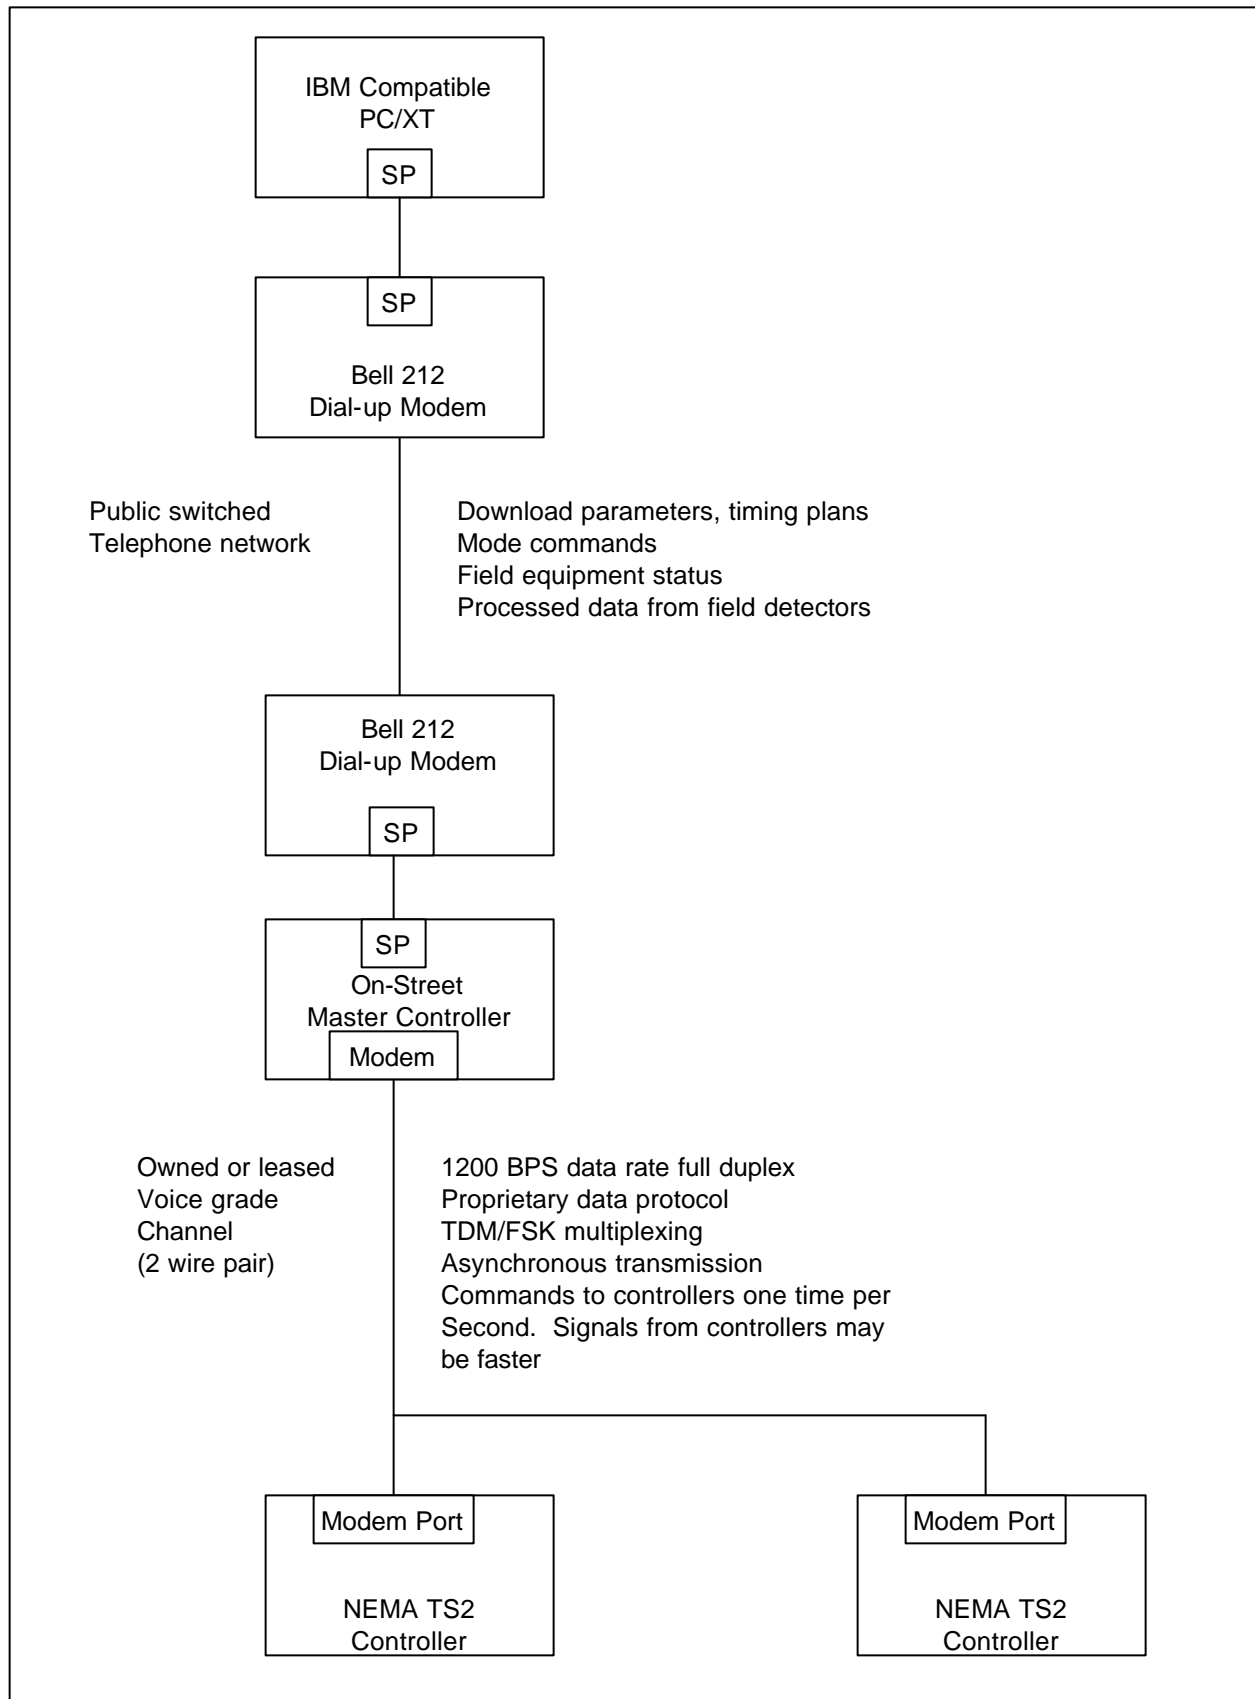 IBM Compatible
PC/XT
SP
SP
Bell 212
Dial-up Modem
Public switched
Telephone network
Download parameters, timing plans
Mode commands
Field equipment status
Processed data from field detectors
Bell 212
Dial-up Modem
SP
SP
On-Street
Master Controller
Modem
Owned or leased
Voice grade
Channel
(2 wire pair)
1200 BPS data rate full duplex
Proprietary data protocol
TDM/FSK multiplexing
Asynchronous transmission
Commands to controllers one time per
Second.  Signals from controllers may
be faster
Modem Port
NEMA TS2
Controller
Modem Port
NEMA TS2
Controller